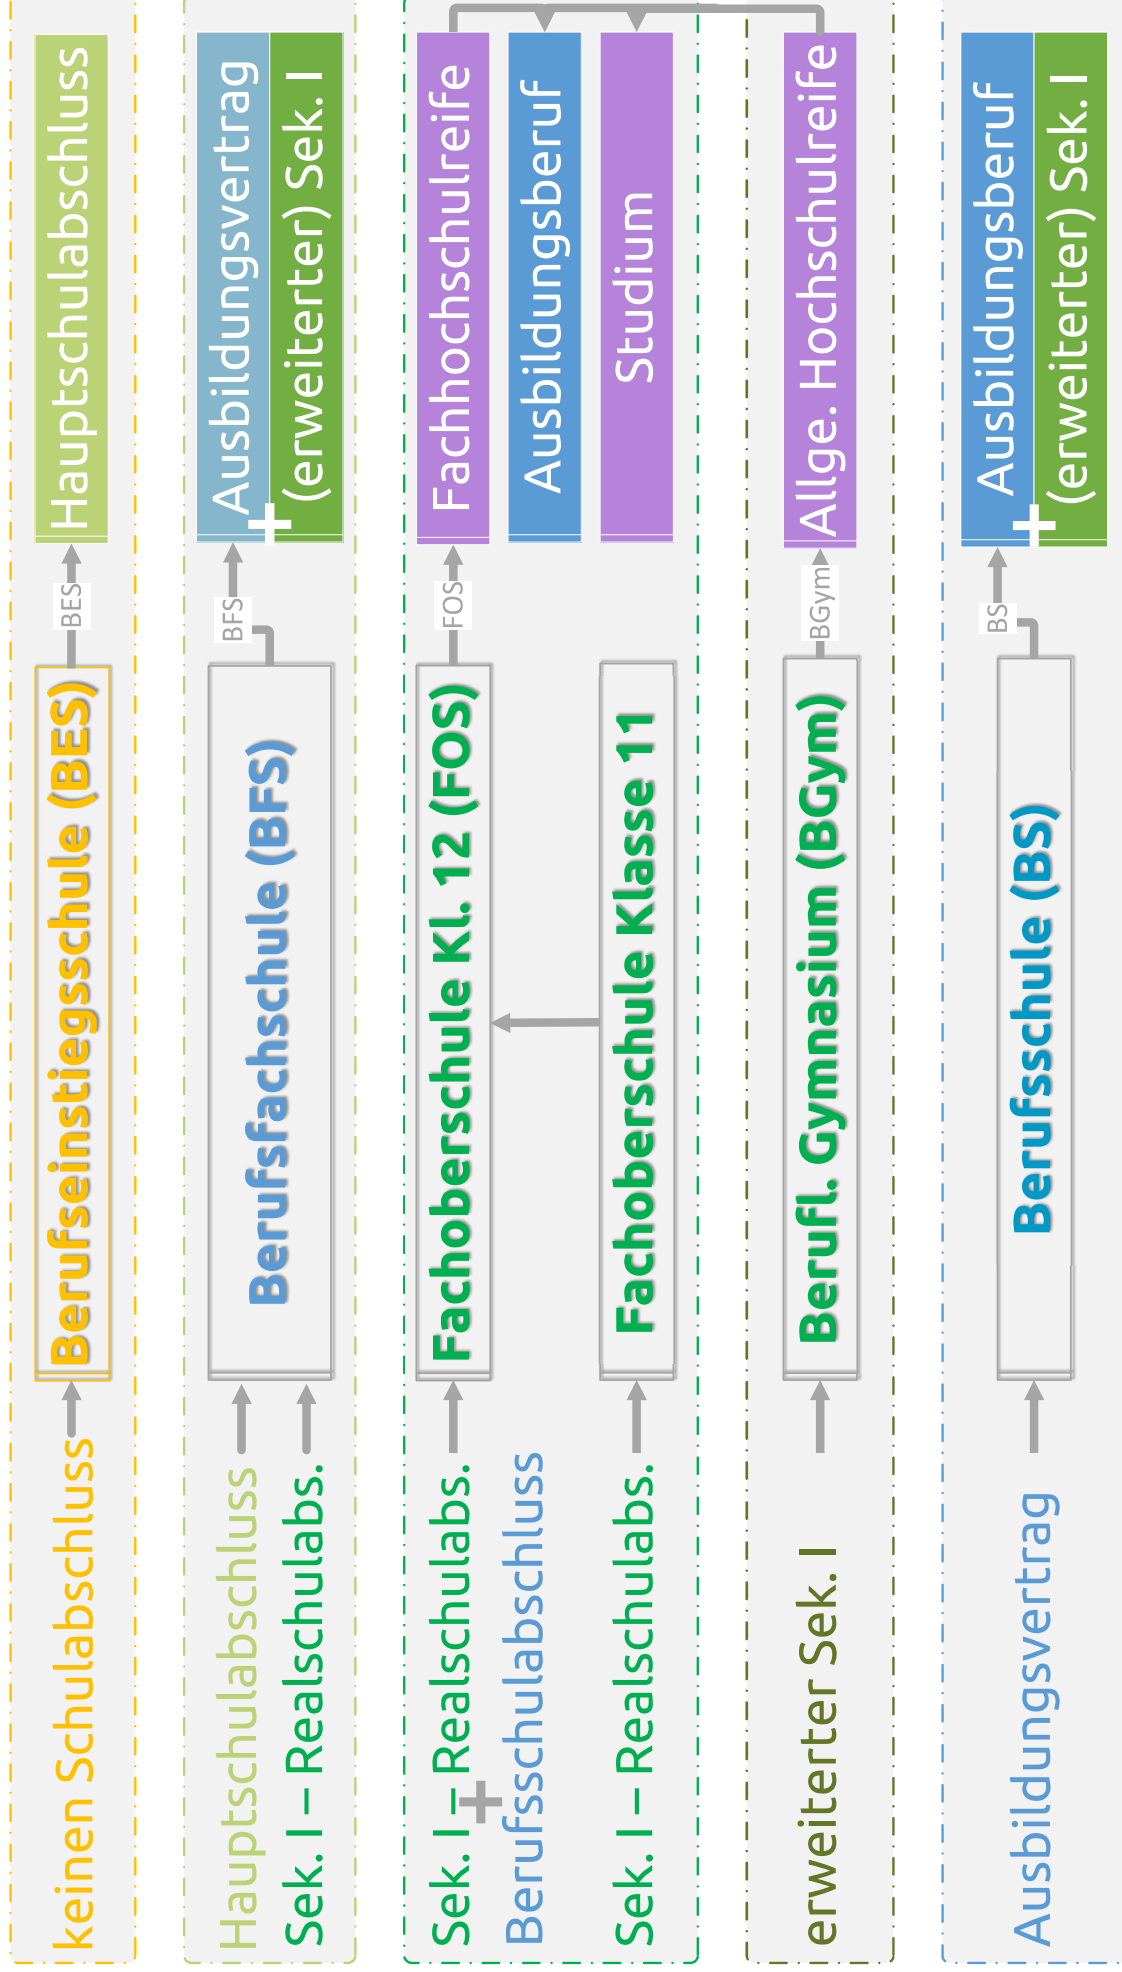 keinen Schulabschluss
Berufseinstiegsschule (BES)
BES
Hauptschulabschluss
Hauptschulabschluss
Sek. I – Realschulabs.
Berufsfachschule (BFS)
BFS
Ausbildungsvertrag
+
(erweiterter) Sek. I
Sek. I – Realschulabs.
+
Berufsschulabschluss
Fachoberschule Kl. 12 (FOS)
FOS
Fachhochschulreife
Ausbildungsberuf
Sek. I – Realschulabs.
Fachoberschule Klasse 11
Studium
erweiterter Sek. I
Berufl. Gymnasium (BGym)
BGym
Allge. Hochschulreife
Ausbildungsvertrag
Berufsschule (BS)
BS
Ausbildungsberuf
+
(erweiterter) Sek. I